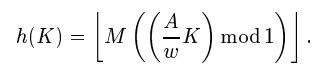 h(K) = ⌊ M ( ( A/w K ) mod 1 ) ⌋ .